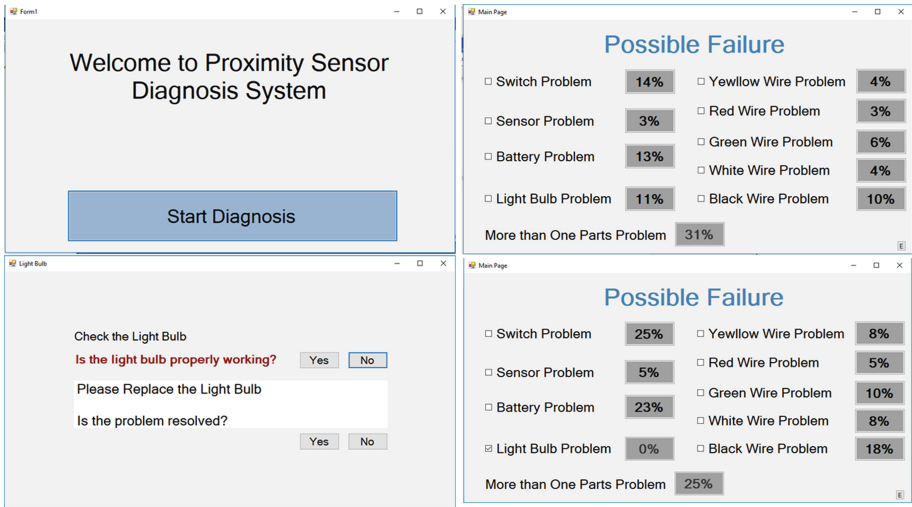 Form1
Welcome to Proximity Sensor
Diagnosis System
Start Diagnosis
Main Page
Possible Failure
Switch Problem 14% Yewllow Wire Problem 4%
Sensor Problem 3% Red Wire Problem 3%
Battery Problem 13% Green Wire Problem 6%
White Wire Problem 4%
Light Bulb Problem 11% Black Wire Problem 10%
More than One Parts Problem 31%
E
Light Bulb
Check the Light Bulb
Is the light bulb properly working? Yes No
Please Replace the Light Bulb
Is the problem resolved?
Yes No
Main Page
Possible Failure
Switch Problem 25% Yewllow Wire Problem 8%
Sensor Problem 5% Red Wire Problem 5%
Battery Problem 23% Green Wire Problem 10%
White Wire Problem 8%
Light Bulb Problem 0% Black Wire Problem 18%
More than One Parts Problem 25%
E